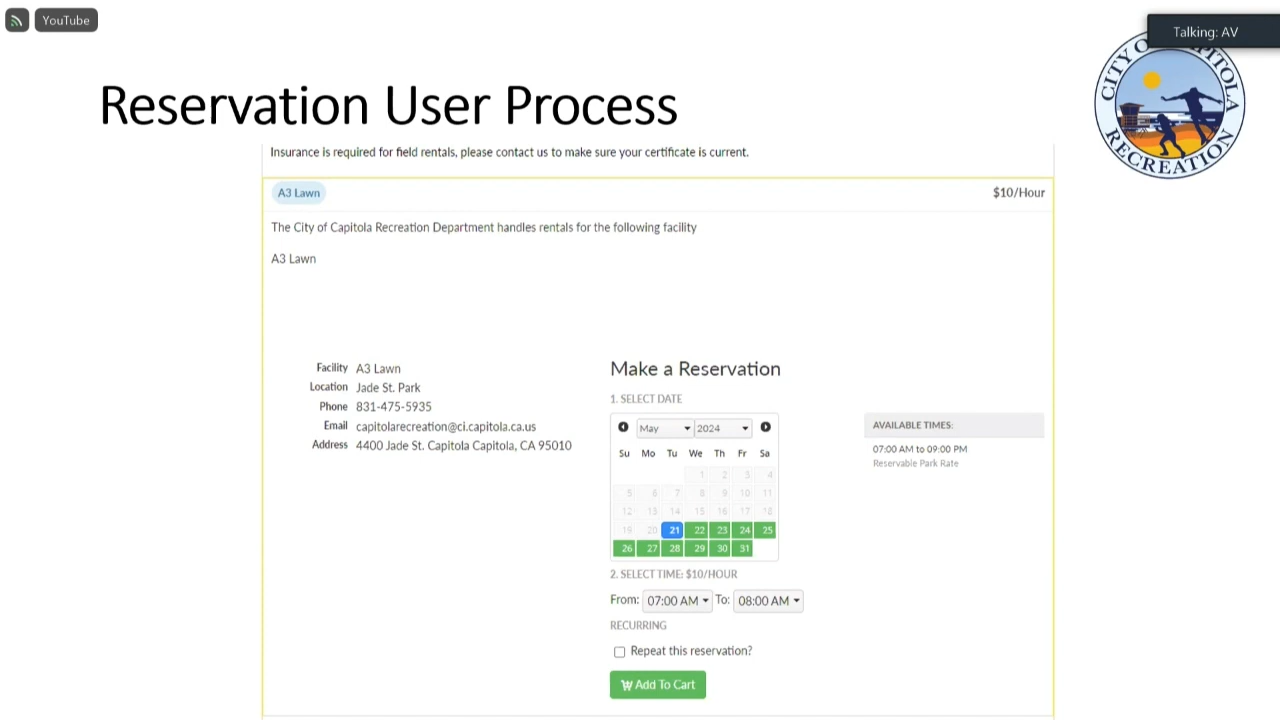 YouTube
Talking: AV
CITY OF CAPITOLA
RECREATION
Reservation User Process
Insurance is required for field rentals, please contact us to make sure your certificate is current.
A3 Lawn $10/Hour
The City of Capitola Recreation Department handles rentals for the following facility
A3 Lawn
Facility A3 Lawn
Location Jade St. Park
Phone 831-475-5935
Email capitolarecreation@ci.capitola.ca.us
Address 4400 Jade St. Capitola Capitola, CA 95010
Make a Reservation
1. SELECT DATE
May 2024
Su Mo Tu We Th Fr Sa
1 2 3 4
5 6 7 8 9 10 11
12 13 14 15 16 17 18
19 20 21 22 23 24 25
26 27 28 29 30 31
2. SELECT TIME: $10/HOUR
From: 07:00 AM To: 08:00 AM
RECURRING
Repeat this reservation?
Add To Cart
AVAILABLE TIMES:
07:00 AM to 09:00 PM
Reservable Park Rate